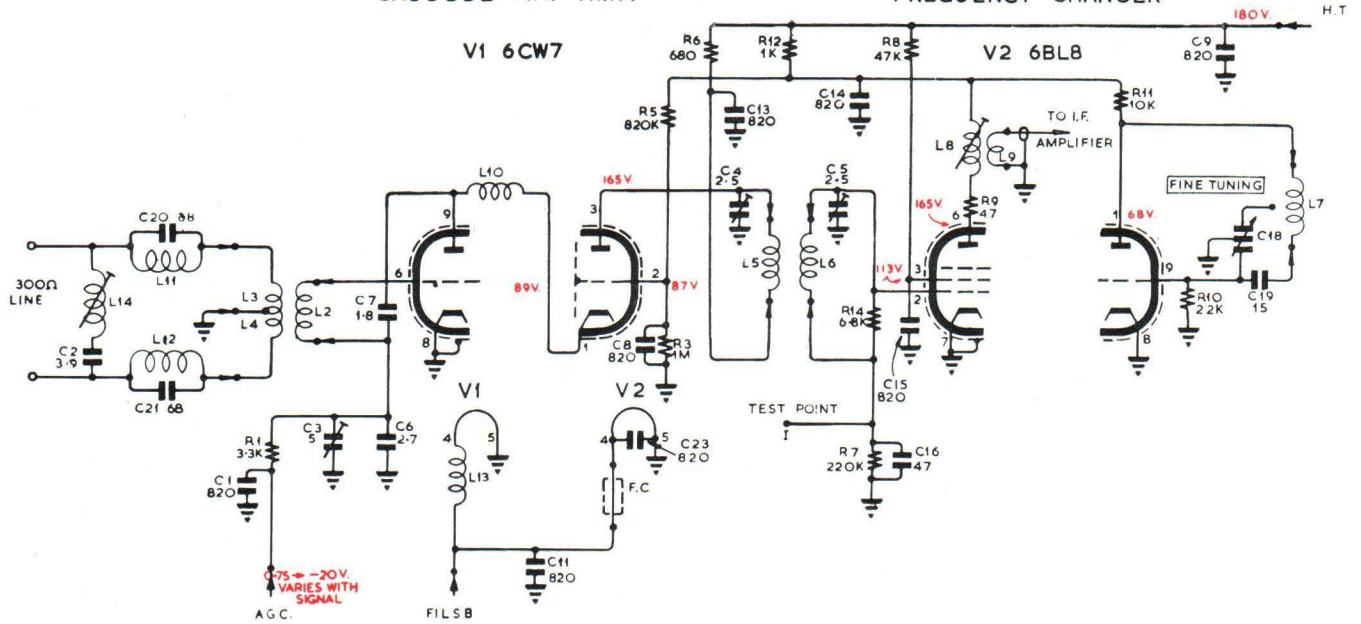 FREQUENCY CHANGER
180V.
H.T
V1 6CW7
R6
680
R12
1K
R8
47K
V2 6BL8
C9
820
R5
820K
C13
820
C14
820
R11
10K
TO I.F.
AMPLIFIER
L8
L9
L10
165V.
C4
2·5
C5
2·5
FINE TUNING
L7
C20 68
L11
300Ω
LINE
L14
9
3
165V.
6
R9
47
1
68V.
C18
L3
L4
L2
6
C7
1·8
89V.
2
87V
L5
L6
113V.
3
2
9
R10
22K
C19
15
C2
3·9
L12
C21 68
8
1
C8
820
R3
1M
R14
6·8K
7
8
C15
820
V1
V2
TEST POINT
I
R1
3·3K
C3
5
C6
2·7
4
5
4
5
C23
820
R7
220K
C16
47
C1
820
L13
F.C
C11
820
0·75 → -20V.
VARIES WITH
SIGNAL
A G C.
FILS B